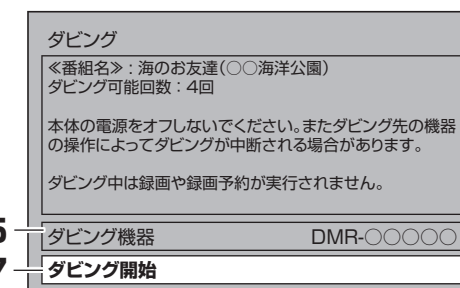 ダビング
≪番組名≫:海のお友達(○○海洋公園)
ダビング可能回数:4回
本体の電源をオフしないでください。またダビング先の機器
の操作によってダビングが中断される場合があります。
ダビング中は録画や録画予約が実行されません。
ダビング機器 DMR-○○○○○
ダビング開始